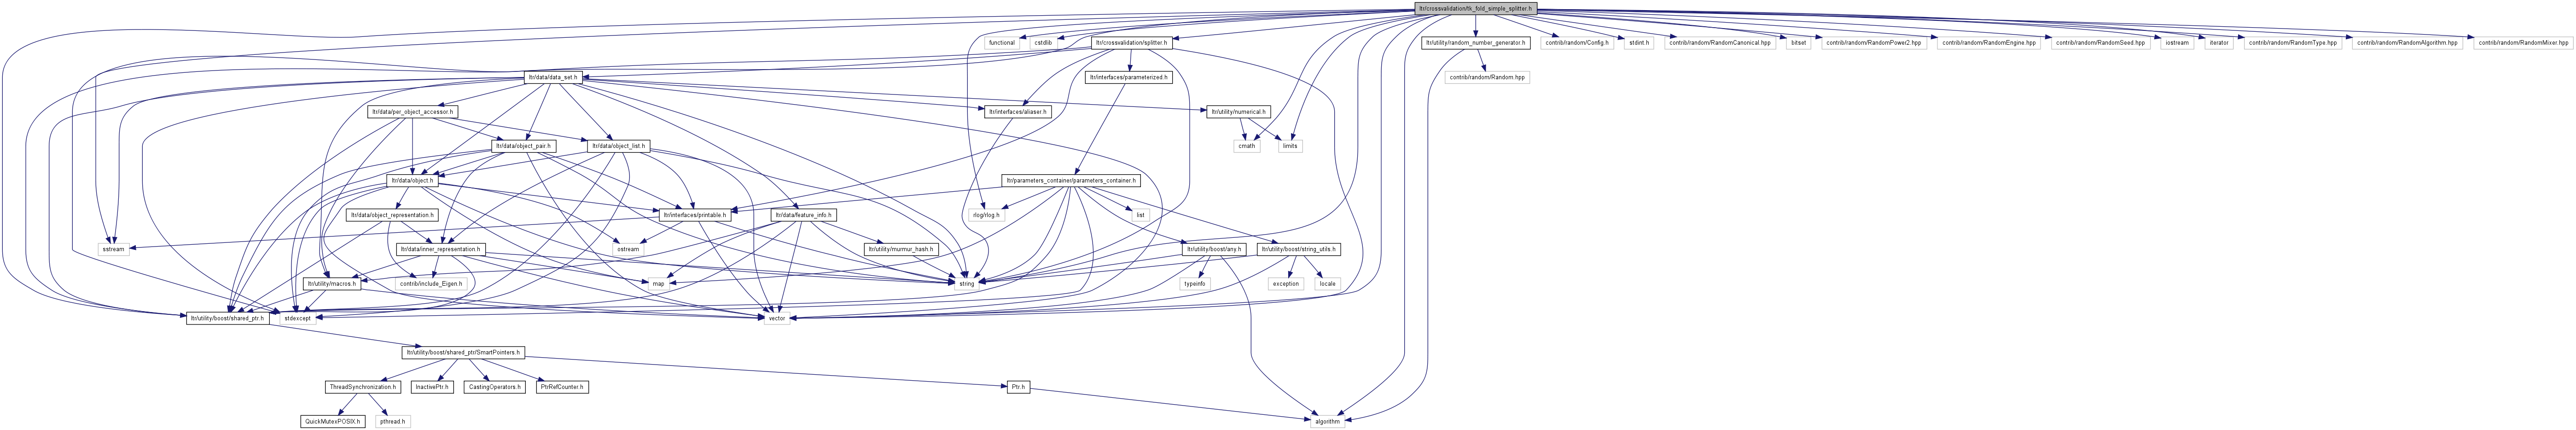 ltr/crossvalidation/tk_fold_simple_splitter.h
functional
cstdlib
ltr/crossvalidation/splitter.h
ltr/utility/random_number_generator.h
contrib/random/Config.h
stdint.h
contrib/random/RandomCanonical.hpp
bitset
contrib/random/RandomPower2.hpp
contrib/random/RandomEngine.hpp
contrib/random/RandomSeed.hpp
iostream
iterator
contrib/random/RandomType.hpp
contrib/random/RandomAlgorithm.hpp
contrib/random/RandomMixer.hpp
ltr/data/data_set.h
ltr/interfaces/parameterized.h
contrib/random/Random.hpp
ltr/data/per_object_accessor.h
ltr/interfaces/aliaser.h
ltr/utility/numerical.h
ltr/data/object_pair.h
ltr/data/object_list.h
cmath
limits
ltr/data/object.h
ltr/parameters_container/parameters_container.h
ltr/data/object_representation.h
ltr/interfaces/printable.h
ltr/data/feature_info.h
rlog/rlog.h
list
sstream
ltr/data/inner_representation.h
ostream
ltr/utility/murmur_hash.h
ltr/utility/boost/any.h
ltr/utility/boost/string_utils.h
ltr/utility/macros.h
contrib/include_Eigen.h
map
string
typeinfo
exception
locale
ltr/utility/boost/shared_ptr.h
stdexcept
vector
ltr/utility/boost/shared_ptr/SmartPointers.h
ThreadSynchronization.h
InactivePtr.h
CastingOperators.h
PtrRefCounter.h
Ptr.h
QuickMutexPOSIX.h
pthread.h
algorithm